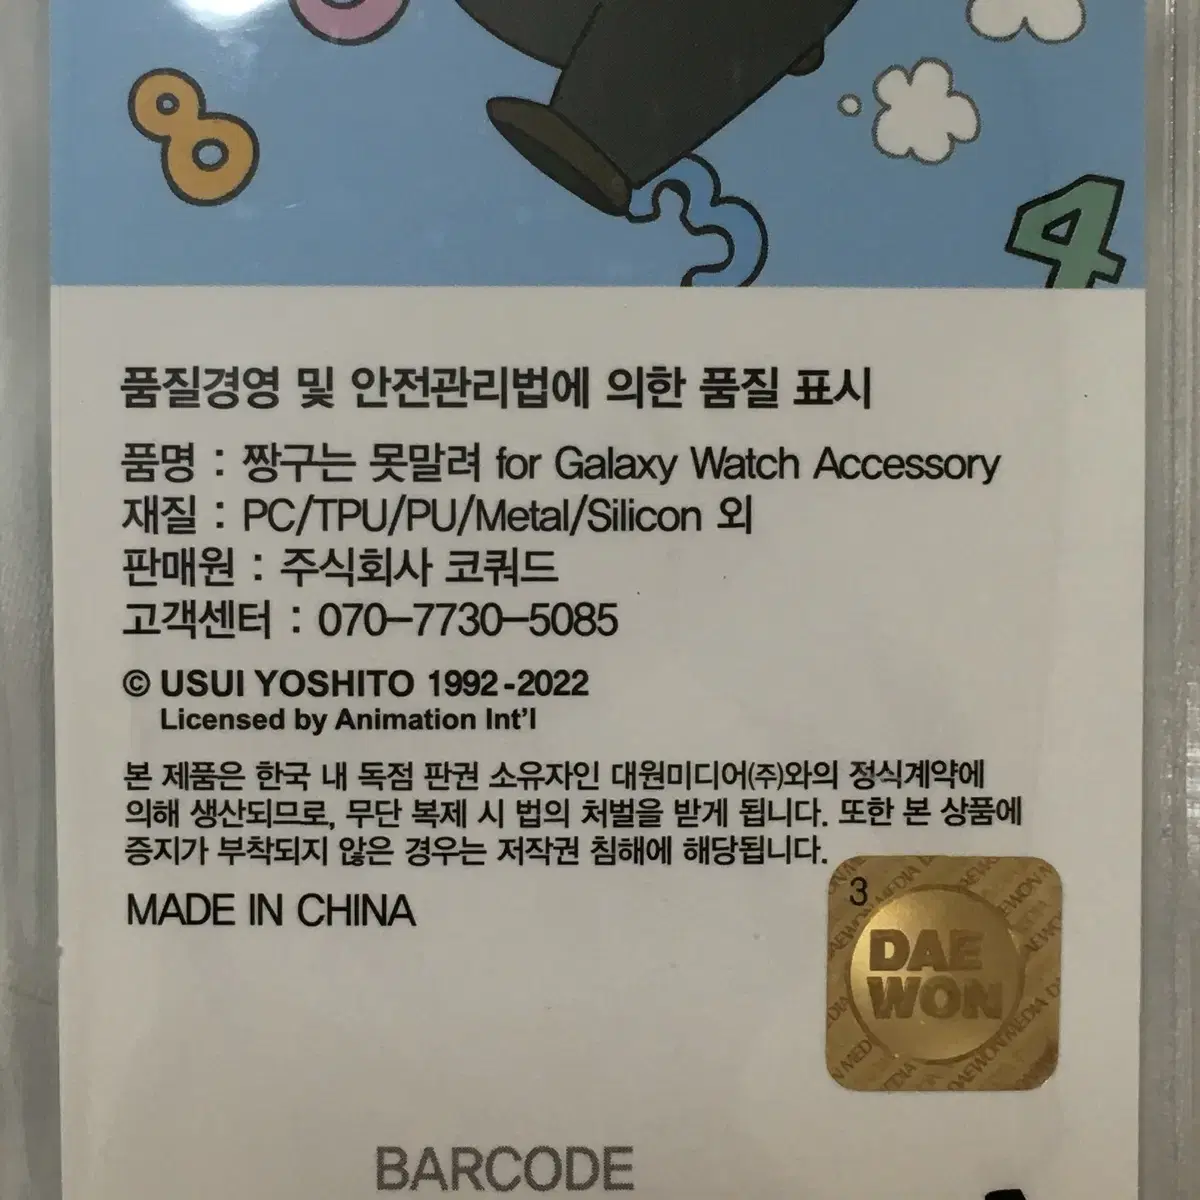 8
3
4
품질경영 및 안전관리법에 의한 품질 표시
품명 : 짱구는 못말려 for Galaxy Watch Accessory
재질 : PC/TPU/PU/Metal/Silicon 외
판매원 : 주식회사 코쿼드
고객센터 : 070-7730-5085
© USUI YOSHITO 1992-2022
Licensed by Animation Int'l
본 제품은 한국 내 독점 판권 소유자인 대원미디어(주)와의 정식계약에
의해 생산되므로, 무단 복제 시 법의 처벌을 받게 됩니다. 또한 본 상품에
증지가 부착되지 않은 경우는 저작권 침해에 해당됩니다.
MADE IN CHINA
3
DAE
WON
DAEWON MEDIA
BARCODE